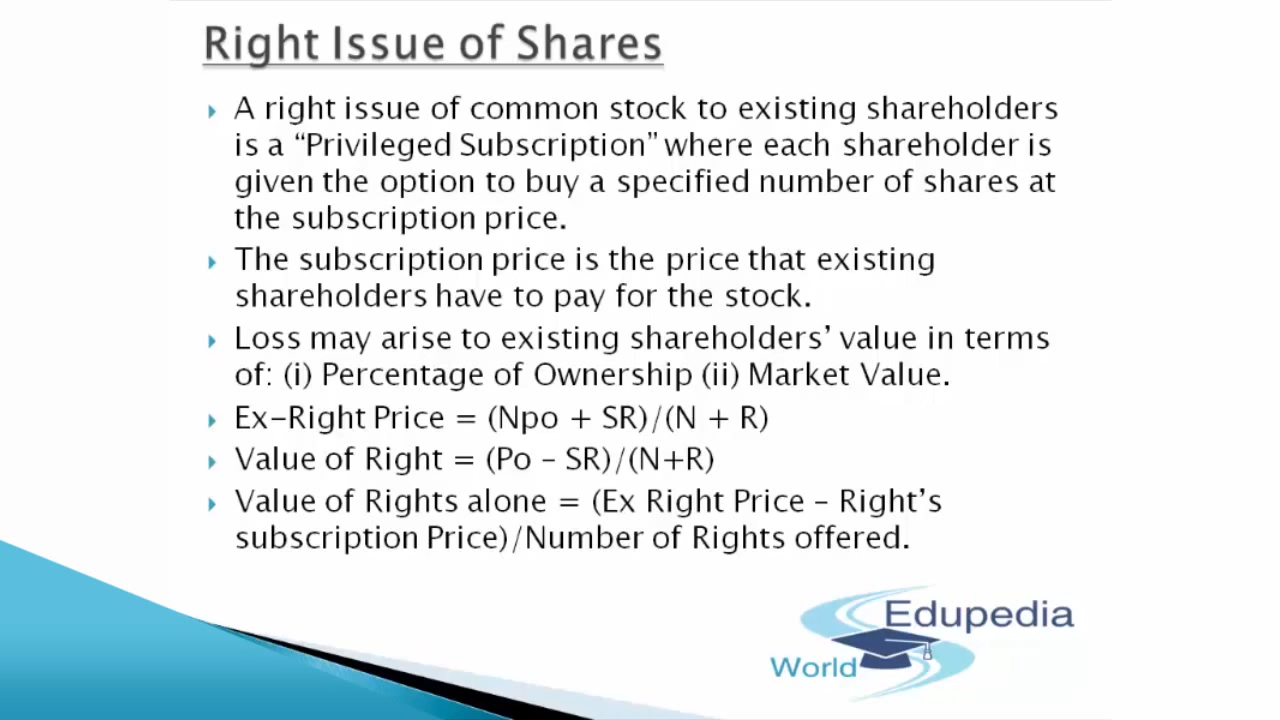 Right Issue of Shares
A right issue of common stock to existing shareholders
is a “Privileged Subscription” where each shareholder is
given the option to buy a specified number of shares at
the subscription price.
The subscription price is the price that existing
shareholders have to pay for the stock.
Loss may arise to existing shareholders’ value in terms
of: (i) Percentage of Ownership (ii) Market Value.
Ex-Right Price = (Npo + SR)/(N + R)
Value of Right = (Po – SR)/(N+R)
Value of Rights alone = (Ex Right Price – Right’s
subscription Price)/Number of Rights offered.
Edupedia
World